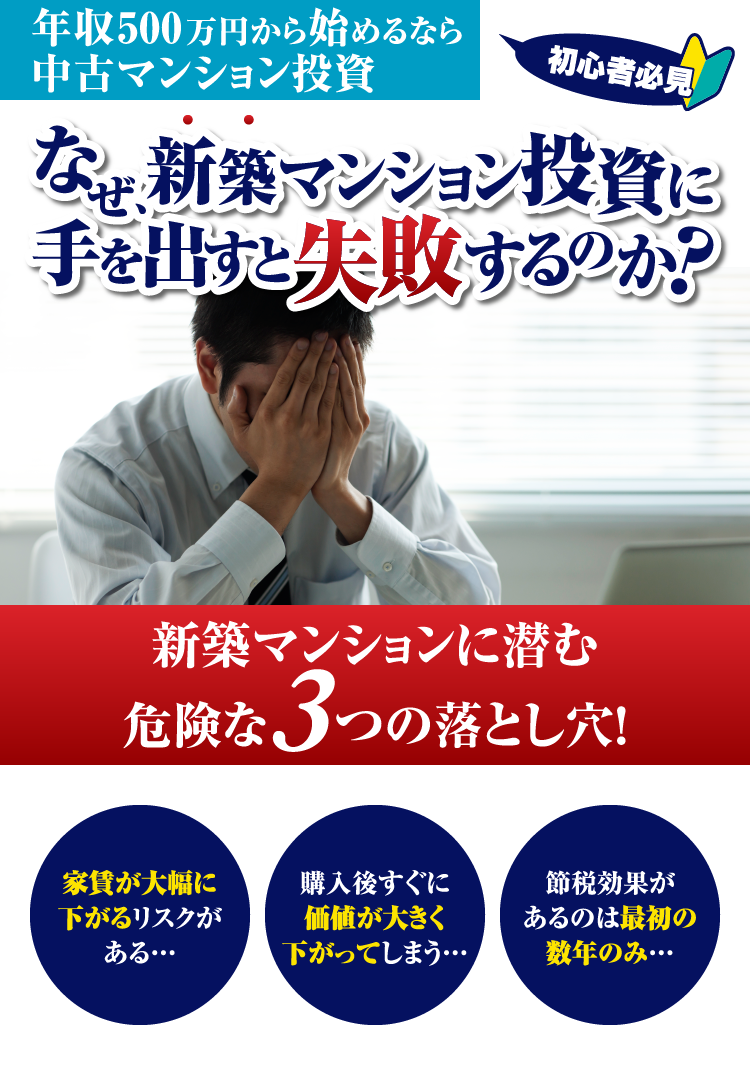 年収500万円から始めるなら
中古マンション投資
初心者必見
なぜ、新築マンション投資に
手を出すと失敗するのか?
新築マンションに潜む
危険な3つの落とし穴!
家賃が大幅に
下がるリスクが
ある…
購入後すぐに
価値が大きく
下がってしまう…
節税効果が
あるのは最初の
数年のみ…